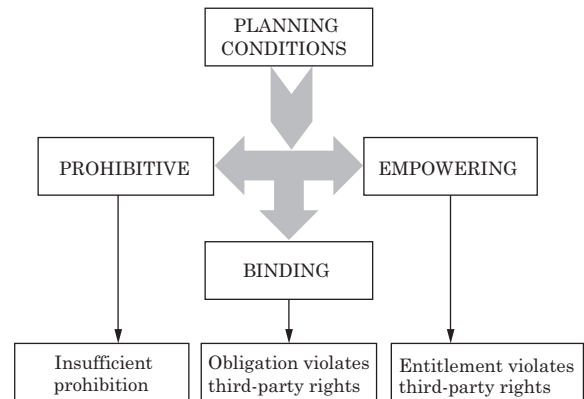 PLANNING
CONDITIONS
PROHIBITIVE
EMPOWERING
BINDING
Insufficient
prohibition
Obligation violates
third-party rights
Entitlement violates
third-party rights